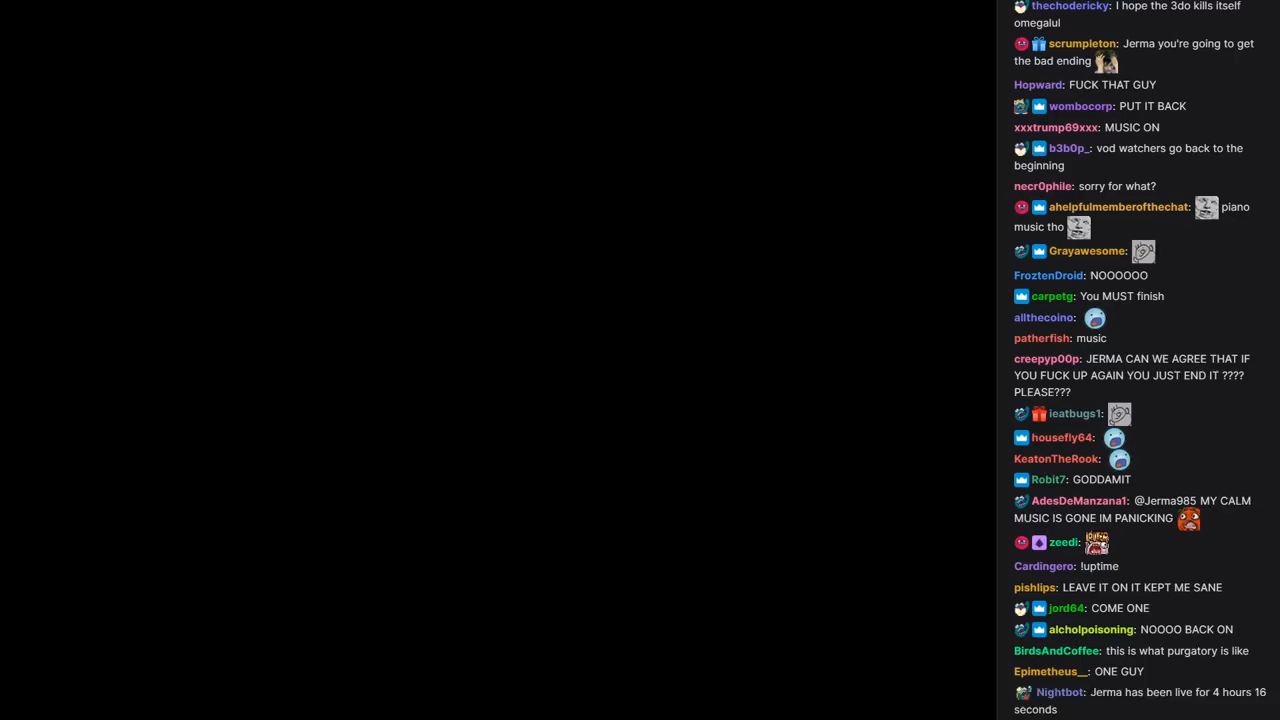 thechodericky: I hope the 3do kills itself
omegalul
scrumpleton: Jerma you're going to get
the bad ending
Hopward: FUCK THAT GUY
wombocorp: PUT IT BACK
xxxtrump69xxx: MUSIC ON
b3b0p_: vod watchers go back to the
beginning
necr0phile: sorry for what?
ahelpfulmemberofthechat: piano
music tho
Grayawesome:
FroztenDroid: NOOOOOO
carpetg: You MUST finish
allthecoino:
patherfish: music
creepyp00p: JERMA CAN WE AGREE THAT IF
YOU FUCK UP AGAIN YOU JUST END IT ????
PLEASE???
ieatbugs1:
housefly64:
KeatonTheRook:
Robit7: GODDAMIT
AdesDeManzana1: @Jerma985 MY CALM
MUSIC IS GONE IM PANICKING
zeedi:
Cardingero: !uptime
pishlips: LEAVE IT ON IT KEPT ME SANE
jord64: COME ONE
alcholpoisoning: NOOOO BACK ON
BirdsAndCoffee: this is what purgatory is like
Epimetheus__: ONE GUY
Nightbot: Jerma has been live for 4 hours 16
seconds